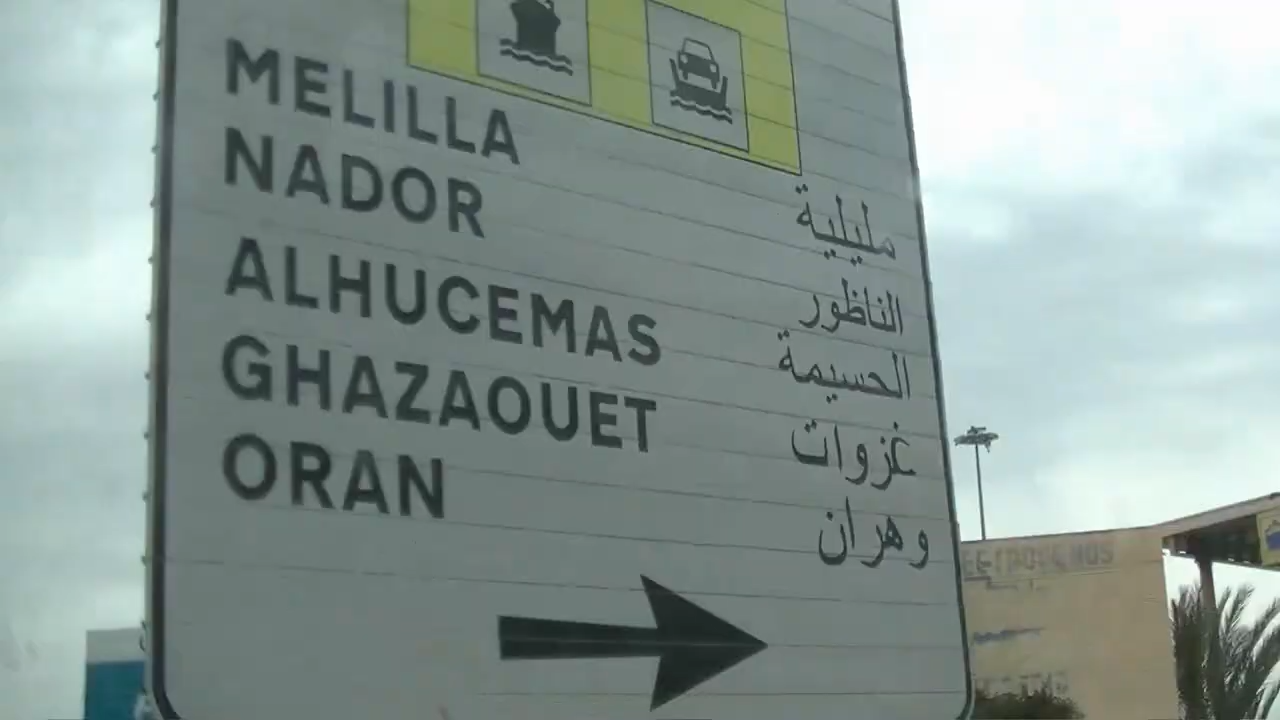 MELILLA
مليلية
NADOR
الناظور
ALHUCEMAS
الحسيمة
GHAZAOUET
غزوات
ORAN
وهران